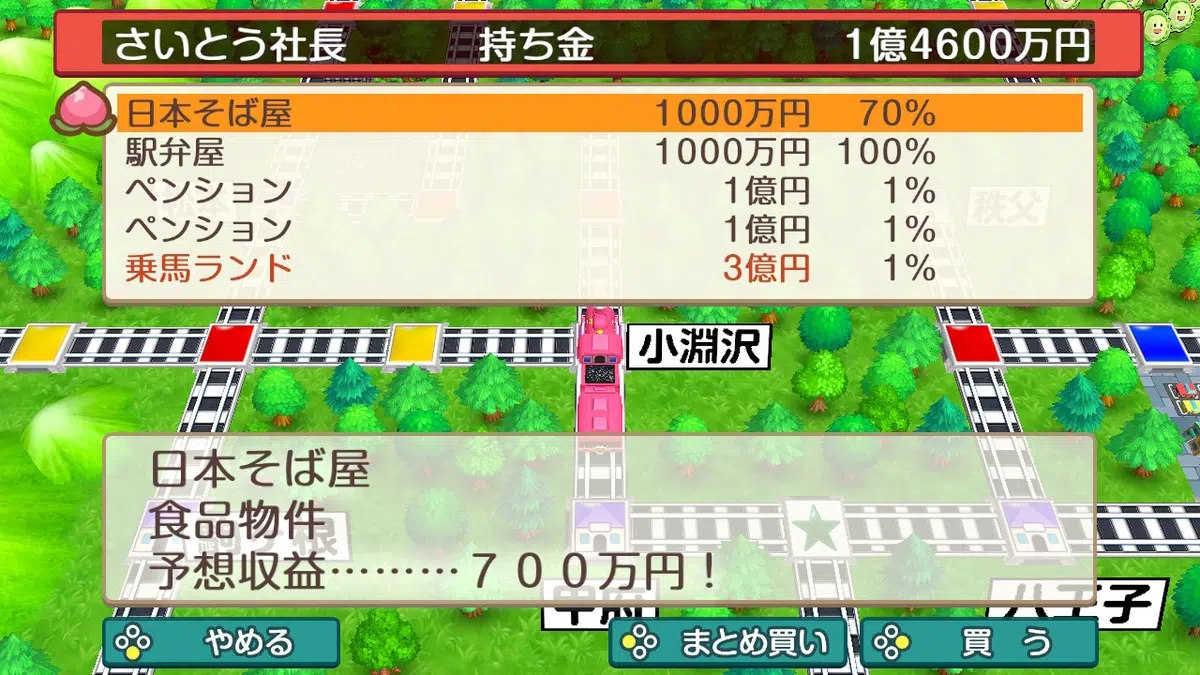 さいとう社長 持ち金 1億4600万円
日本そば屋 1000万円 70%
駅弁屋 1000万円 100%
ペンション 1億円 1%
ペンション 1億円 1%
乗馬ランド 3億円 1%
秩父
小淵沢
日本そば屋
食品物件
予想収益………７００万円！
甲府
八王子
やめる まとめ買い 買う